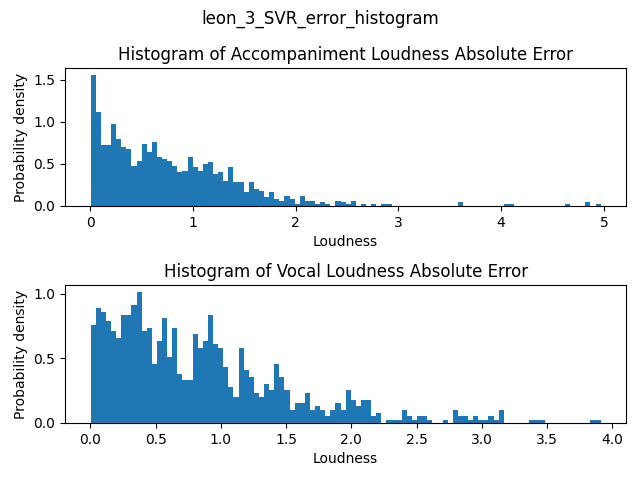 leon_3_SVR_error_histogram
Histogram of Accompaniment Loudness Absolute Error
Probability density
1.5
1.0
0.5
0.0
0 1 2 3 4 5
Loudness
Histogram of Vocal Loudness Absolute Error
Probability density
1.0
0.5
0.0
0.0 0.5 1.0 1.5 2.0 2.5 3.0 3.5 4.0
Loudness